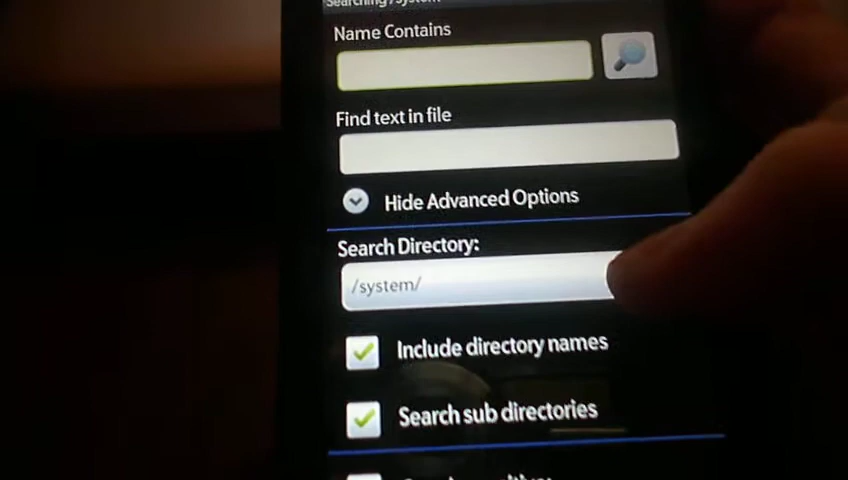 Searching /system
Name Contains
Find text in file
Hide Advanced Options
Search Directory:
/system/
Include directory names
Search sub directories